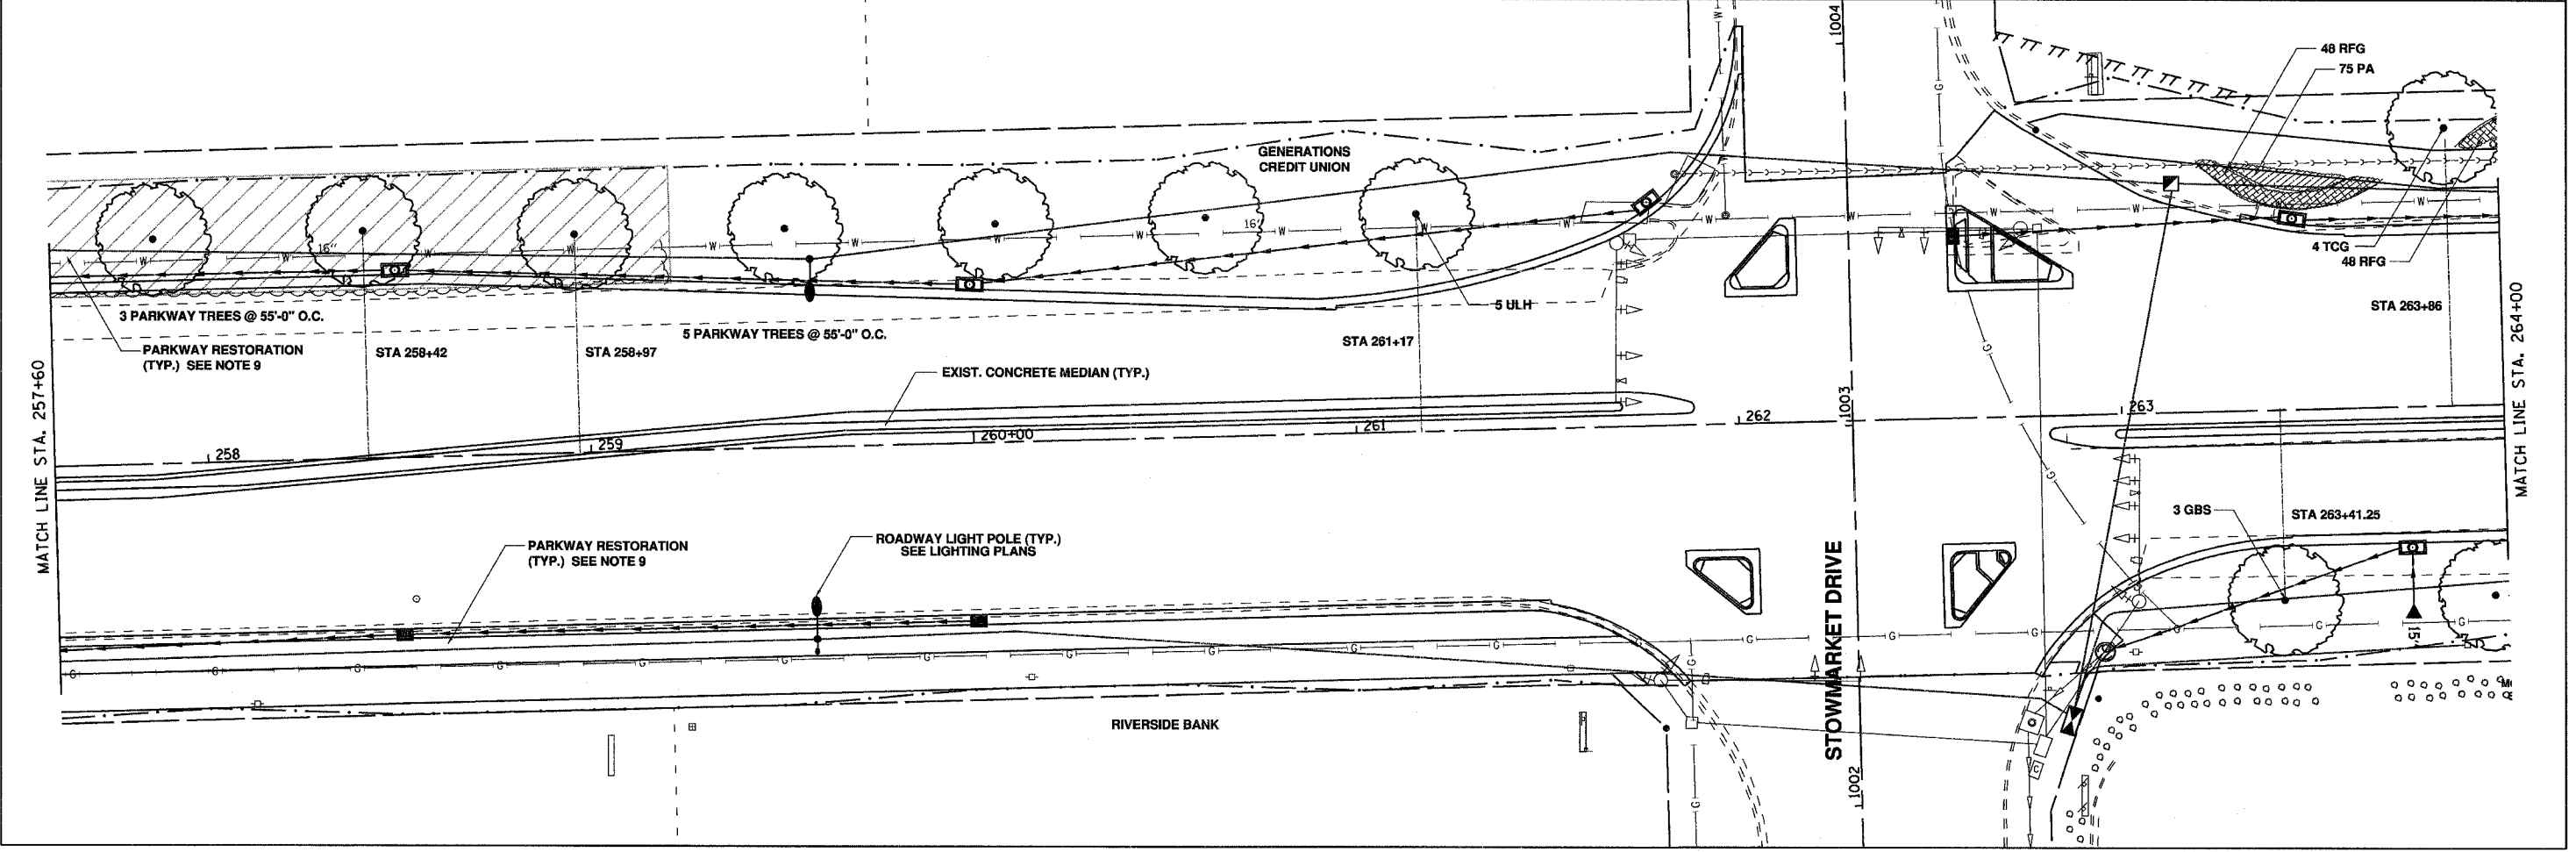 1004
48 RFG
75 PA
GENERATIONS
CREDIT UNION
16"
16"
4 TCG
48 RFG
5 ULH
STA 263+86
3 PARKWAY TREES @ 55'-0" O.C.
5 PARKWAY TREES @ 55'-0" O.C.
PARKWAY RESTORATION
(TYP.) SEE NOTE 9
STA 258+42
STA 258+97
STA 261+17
EXIST. CONCRETE MEDIAN (TYP.)
MATCH LINE STA. 257+60
MATCH LINE STA. 264+00
258
259
260+00
261
262
263
1003
3 GBS
STA 263+41.25
PARKWAY RESTORATION
(TYP.) SEE NOTE 9
ROADWAY LIGHT POLE (TYP.)
SEE LIGHTING PLANS
STOWMARKET DRIVE
15"
RIVERSIDE BANK
1002